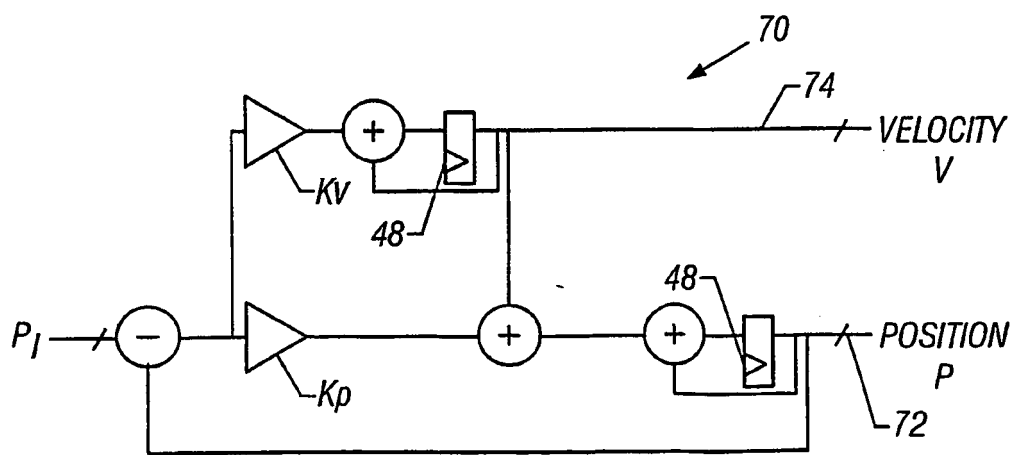 70
74
+
VELOCITY
V
Kv
48
48
PI
−
+
+
POSITION
P
Kp
72